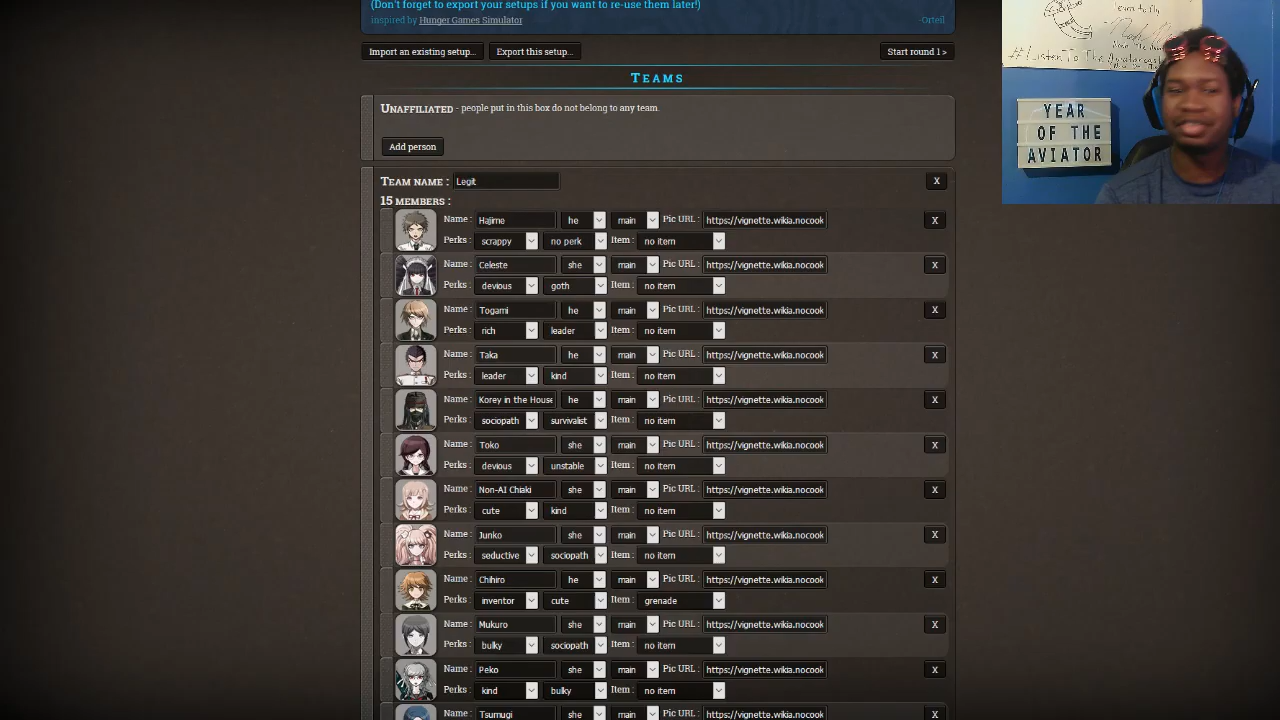 (Don't forget to export your setups if you want to re-use them later!)
inspired by Hunger Games Simulator
-Orteil
Import an existing setup...
Export this setup...
Start round 1 >
TEAMS
UNAFFILIATED - people put in this box do not belong to any team.
Add person
TEAM NAME : Legit X
15 MEMBERS :
Name : Hajime he main Pic URL : https://vignette.wikia.nocook X
Perks : scrappy no perk Item : no item
Name : Celeste she main Pic URL : https://vignette.wikia.nocook X
Perks : devious goth Item : no item
Name : Togami he main Pic URL : https://vignette.wikia.nocook X
Perks : rich leader Item : no item
Name : Taka he main Pic URL : https://vignette.wikia.nocook X
Perks : leader kind Item : no item
Name : Korey in the House he main Pic URL : https://vignette.wikia.nocook X
Perks : sociopath survivalist Item : no item
Name : Toko she main Pic URL : https://vignette.wikia.nocook X
Perks : devious unstable Item : no item
Name : Non-AI Chiaki she main Pic URL : https://vignette.wikia.nocook X
Perks : cute kind Item : no item
Name : Junko she main Pic URL : https://vignette.wikia.nocook X
Perks : seductive sociopath Item : no item
Name : Chihiro he main Pic URL : https://vignette.wikia.nocook X
Perks : inventor cute Item : grenade
Name : Mukuro she main Pic URL : https://vignette.wikia.nocook X
Perks : bulky sociopath Item : no item
Name : Peko she main Pic URL : https://vignette.wikia.nocook X
Perks : kind bulky Item : no item
Name : Tsumugi she main Pic URL : https://vignette.wikia.nocook X
to fly
YEAR
OF THE
AVIATOR